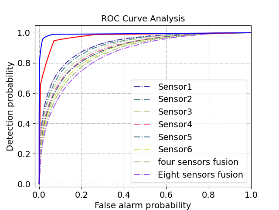 ROC Curve Analysis
1.0
0.8
0.6
0.4
0.2
0.0
Detection probability
Sensor1
Sensor2
Sensor3
Sensor4
Sensor5
Sensor6
four sensors fusion
Eight sensors fusion
0.0 0.2 0.4 0.6 0.8 1.0
False alarm probability